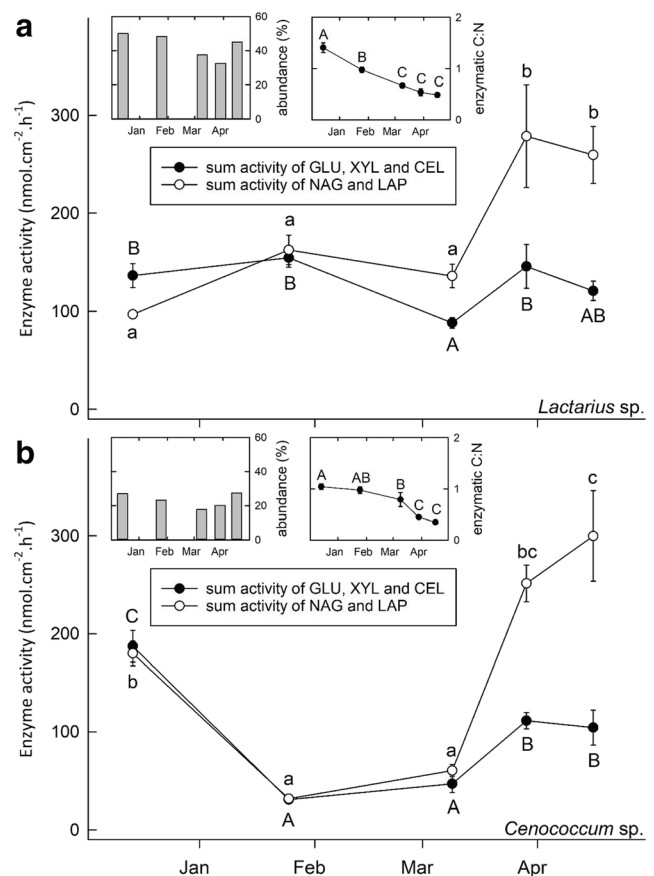 a
60
40
20
0
abundance (%)
Jan Feb Mar Apr
A
B
C
C
C
2
1
0
enzymatic C:N
Jan Feb Mar Apr
sum activity of GLU, XYL and CEL
sum activity of NAG and LAP
Enzyme activity (nmol.cm-2.h-1)
300
200
100
0
B
a
a
B
a
A
b
B
b
AB
Lactarius sp.
b
60
40
20
0
abundance (%)
Jan Feb Mar Apr
A
AB
B
C
C
2
1
0
enzymatic C:N
Jan Feb Mar Apr
sum activity of GLU, XYL and CEL
sum activity of NAG and LAP
Enzyme activity (nmol.cm-2.h-1)
300
200
100
0
C
b
a
A
a
A
bc
B
c
B
Cenococcum sp.
Jan Feb Mar Apr